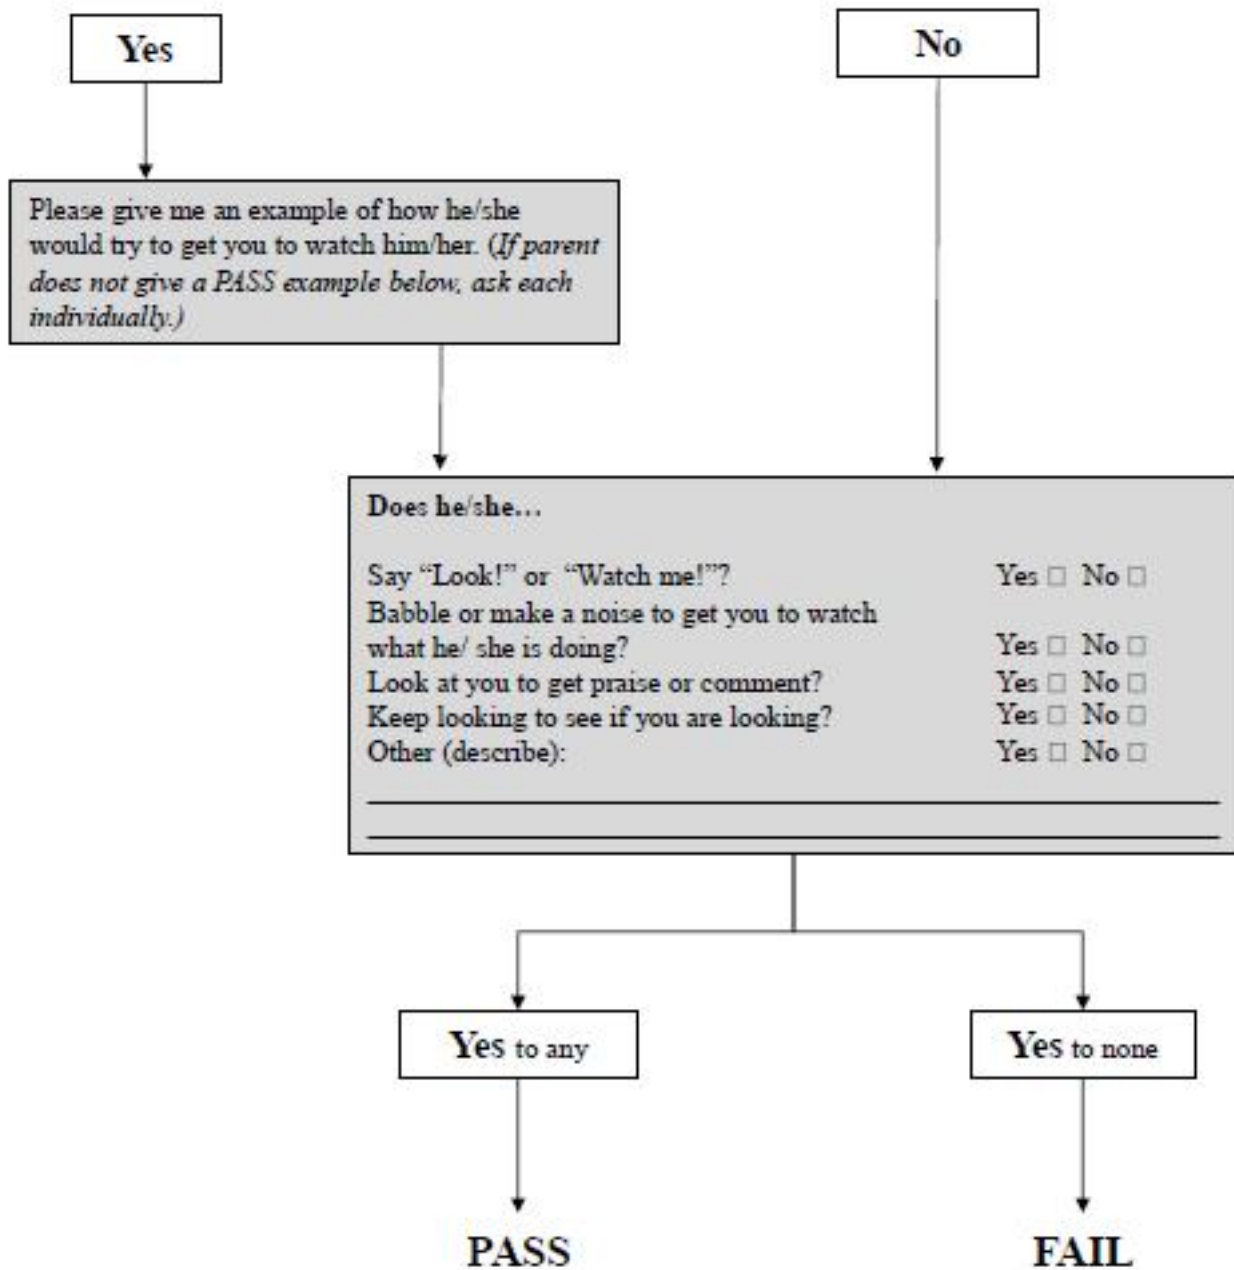 Yes
No
Please give me an example of how he/she
would try to get you to watch him/her. (If parent
does not give a PASS example below, ask each
individually.)
Does he/she…
Say “Look!” or “Watch me!”? Yes □ No □
Babble or make a noise to get you to watch
what he/ she is doing? Yes □ No □
Look at you to get praise or comment? Yes □ No □
Keep looking to see if you are looking? Yes □ No □
Other (describe): Yes □ No □
Yes to any
Yes to none
PASS
FAIL